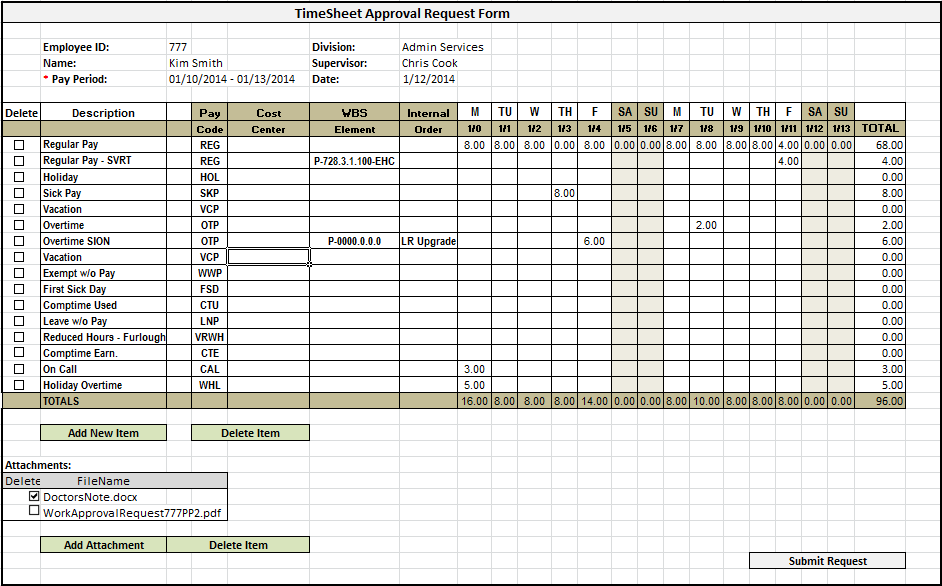 TimeSheet Approval Request Form
Employee ID: 777 Division: Admin Services
Name: Kim Smith Supervisor: Chris Cook
* Pay Period: 01/10/2014 - 01/13/2014 Date: 1/12/2014
Delete Description Pay Cost WBS Internal M TU W TH F SA SU M TU W TH F SA SU
Code Center Element Order 1/0 1/1 1/2 1/3 1/4 1/5 1/6 1/7 1/8 1/9 1/10 1/11 1/12 1/13 TOTAL
Regular Pay REG 8.00 8.00 8.00 0.00 8.00 0.00 0.00 8.00 8.00 8.00 8.00 4.00 0.00 0.00 68.00
Regular Pay - SVRT REG P-728.3.1.100-EHC 4.00 4.00
Holiday HOL 0.00
Sick Pay SKP 8.00 8.00
Vacation VCP 0.00
Overtime OTP 2.00 2.00
Overtime SION OTP P-0000.0.0.0 LR Upgrade 6.00 6.00
Vacation VCP 0.00
Exempt w/o Pay WWP 0.00
First Sick Day FSD 0.00
Comptime Used CTU 0.00
Leave w/o Pay LNP 0.00
Reduced Hours - Furlough VRWH 0.00
Comptime Earn. CTE 0.00
On Call CAL 3.00 3.00
Holiday Overtime WHL 5.00 5.00
TOTALS 16.00 8.00 8.00 8.00 14.00 0.00 0.00 8.00 10.00 8.00 8.00 8.00 0.00 0.00 96.00
Add New Item Delete Item
Attachments:
Delete FileName
DoctorsNote.docx
WorkApprovalRequest777PP2.pdf
Add Attachment Delete Item
Submit Request